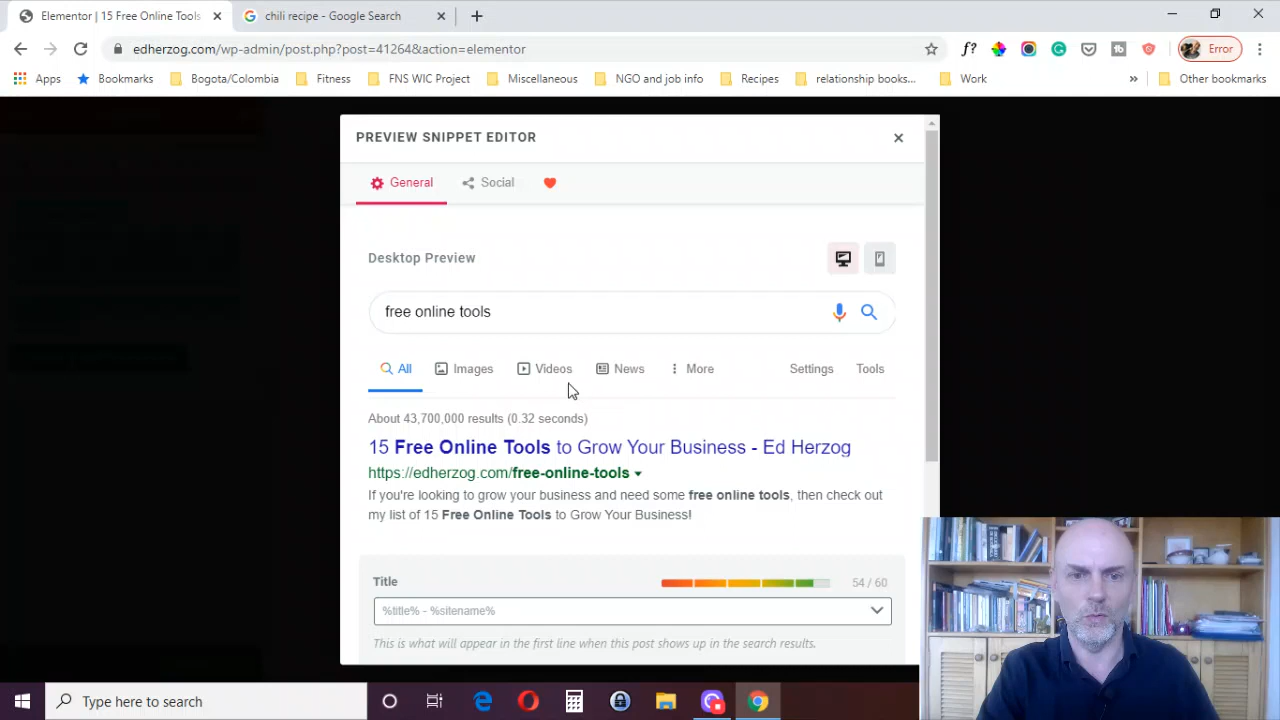 Elementor | 15 Free Online Tools
chili recipe - Google Search
edherzog.com/wp-admin/post.php?post=41264&action=elementor
f?
Error
Apps Bookmarks Bogota/Colombia Fitness FNS WIC Project Miscellaneous NGO and job info Recipes relationship books... Work » Other bookmarks
PREVIEW SNIPPET EDITOR
General Social
Desktop Preview
free online tools
All Images Videos News More Settings Tools
About 43,700,000 results (0.32 seconds)
15 Free Online Tools to Grow Your Business - Ed Herzog
https://edherzog.com/free-online-tools
If you're looking to grow your business and need some free online tools, then check out
my list of 15 Free Online Tools to Grow Your Business!
Title 54 / 60
%title% - %sitename%
This is what will appear in the first line when this post shows up in the search results.
Type here to search